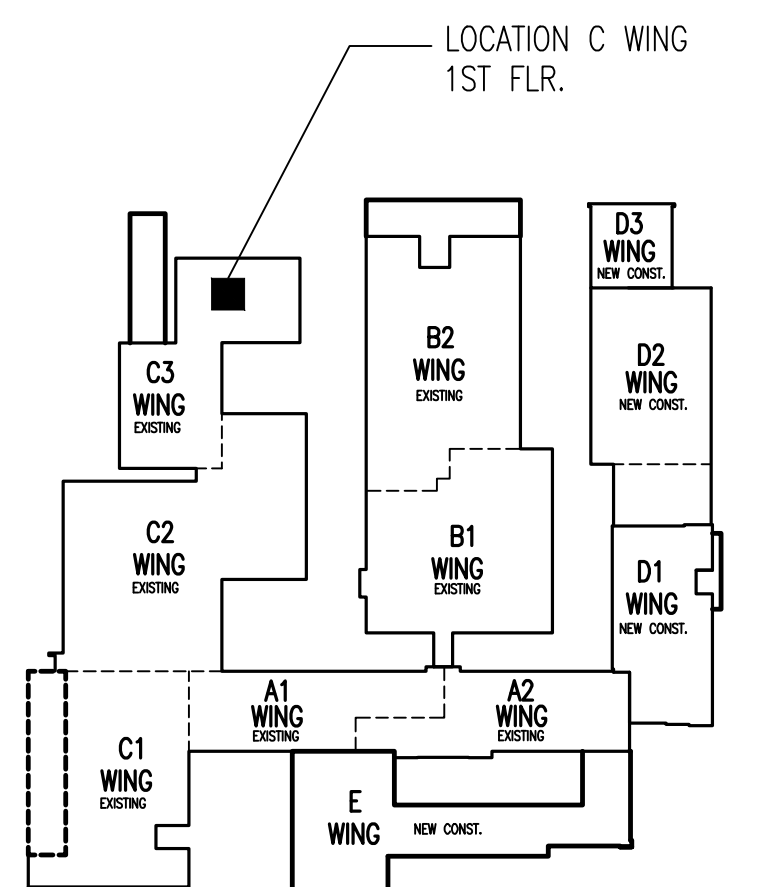 LOCATION C WING
1ST FLR.
D3
WING
NEW CONST.
B2
WING
EXISTING
D2
WING
NEW CONST.
C3
WING
EXISTING
C2
WING
EXISTING
B1
WING
EXISTING
D1
WING
NEW CONST.
A1
WING
EXISTING
A2
WING
EXISTING
C1
WING
EXISTING
E
WING
NEW CONST.